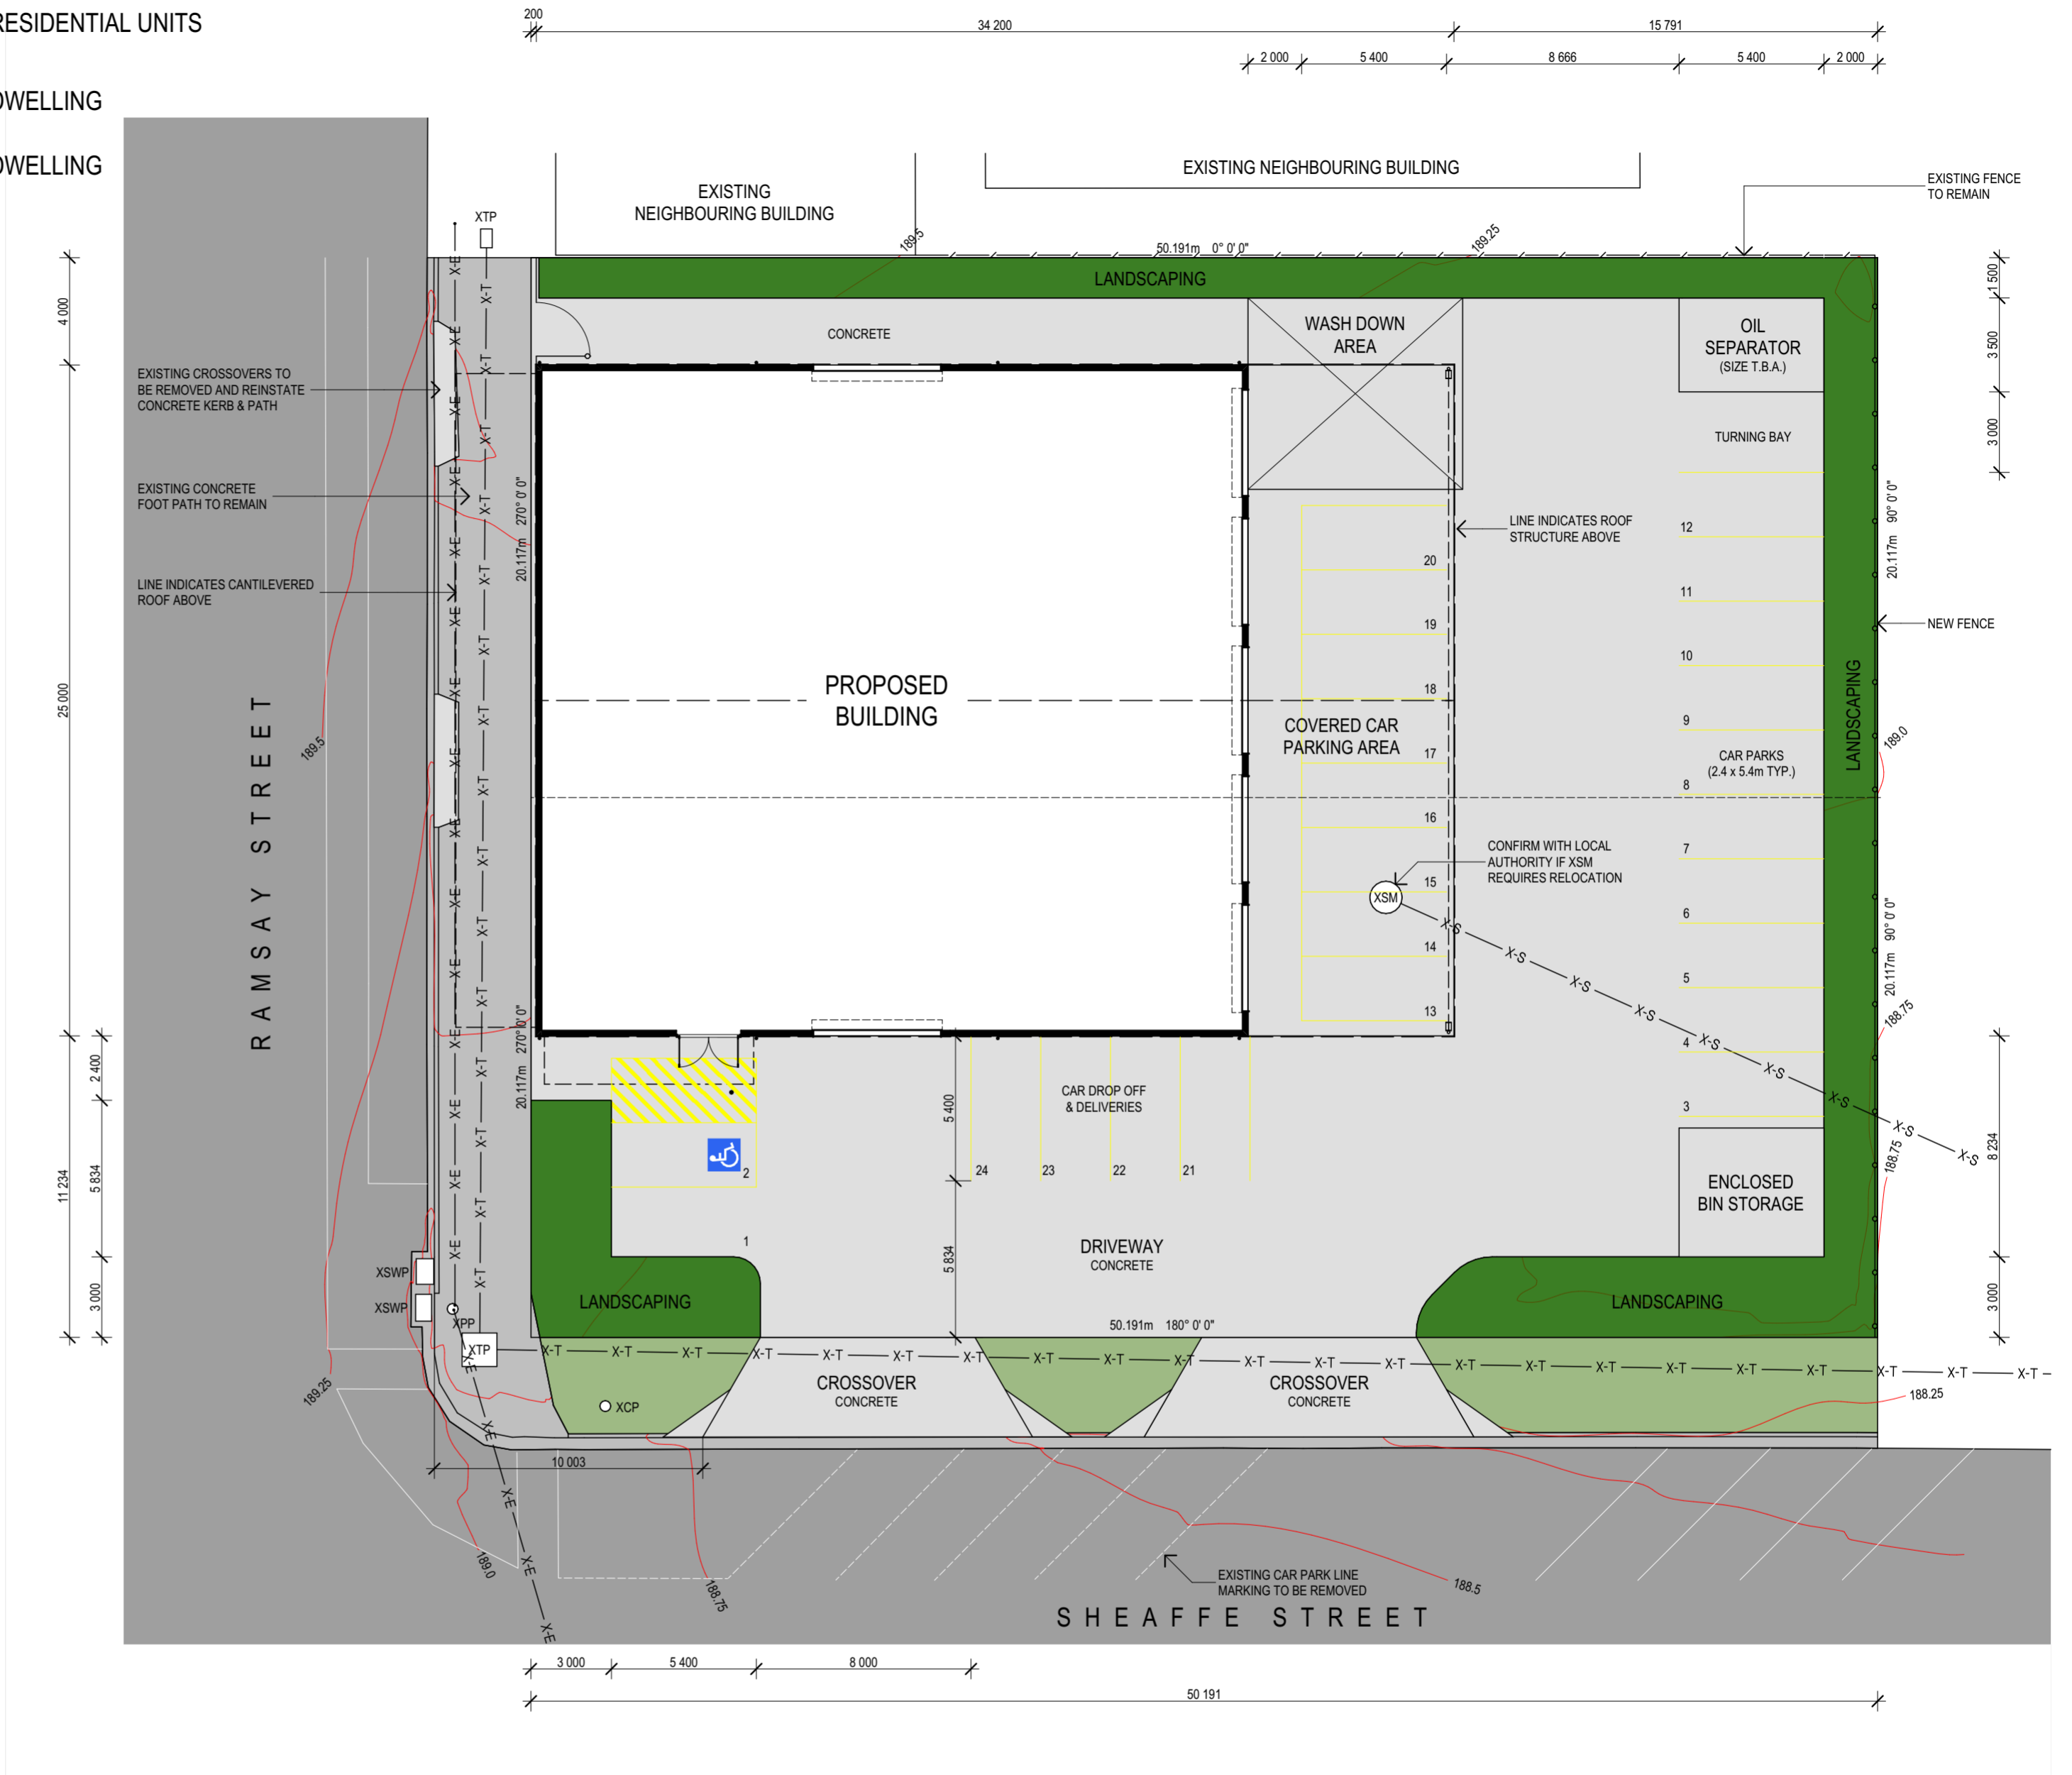 RESIDENTIAL UNITS
DWELLING
DWELLING
200
34 200
15 791
2 000
5 400
8 666
5 400
2 000
EXISTING
NEIGHBOURING BUILDING
EXISTING NEIGHBOURING BUILDING
EXISTING FENCE
TO REMAIN
XTP
189.5
50.191m 0° 0' 0"
189.25
LANDSCAPING
CONCRETE
WASH DOWN
AREA
OIL
SEPARATOR
(SIZE T.B.A.)
TURNING BAY
4 000
25 000
11 234
2 400
5 834
3 000
1 500
3 500
3 000
8 234
3 000
EXISTING CROSSOVERS TO
BE REMOVED AND REINSTATE
CONCRETE KERB & PATH
EXISTING CONCRETE
FOOT PATH TO REMAIN
LINE INDICATES CANTILEVERED
ROOF ABOVE
RAMSAY STREET
189.5
20.117m 270° 0' 0"
20.117m 270° 0' 0"
X-E
X-T
PROPOSED
BUILDING
COVERED CAR
PARKING AREA
LINE INDICATES ROOF
STRUCTURE ABOVE
20
19
18
17
16
15
14
13
CONFIRM WITH LOCAL
AUTHORITY IF XSM
REQUIRES RELOCATION
XSM
X-S
X-S
X-S
X-S
X-S
X-S
X-S
X-S
X-S
12
11
10
9
CAR PARKS
(2.4 x 5.4m TYP.)
8
7
6
5
4
3
LANDSCAPING
20.117m 90° 0' 0"
NEW FENCE
189.0
20.117m 90° 0' 0"
188.75
188.75
ENCLOSED
BIN STORAGE
CAR DROP OFF
& DELIVERIES
5 400
24
23
22
21
2
1
5 834
DRIVEWAY
CONCRETE
LANDSCAPING
LANDSCAPING
50.191m 180° 0' 0"
XSWP
XSWP
XPP
XTP
XCP
X-T
CROSSOVER
CONCRETE
CROSSOVER
CONCRETE
188.25
189.25
10 003
189.0
188.75
188.5
X-E
X-E
X-E
X-E
EXISTING CAR PARK LINE
MARKING TO BE REMOVED
SHEAFFE STREET
3 000
5 400
8 000
50 191